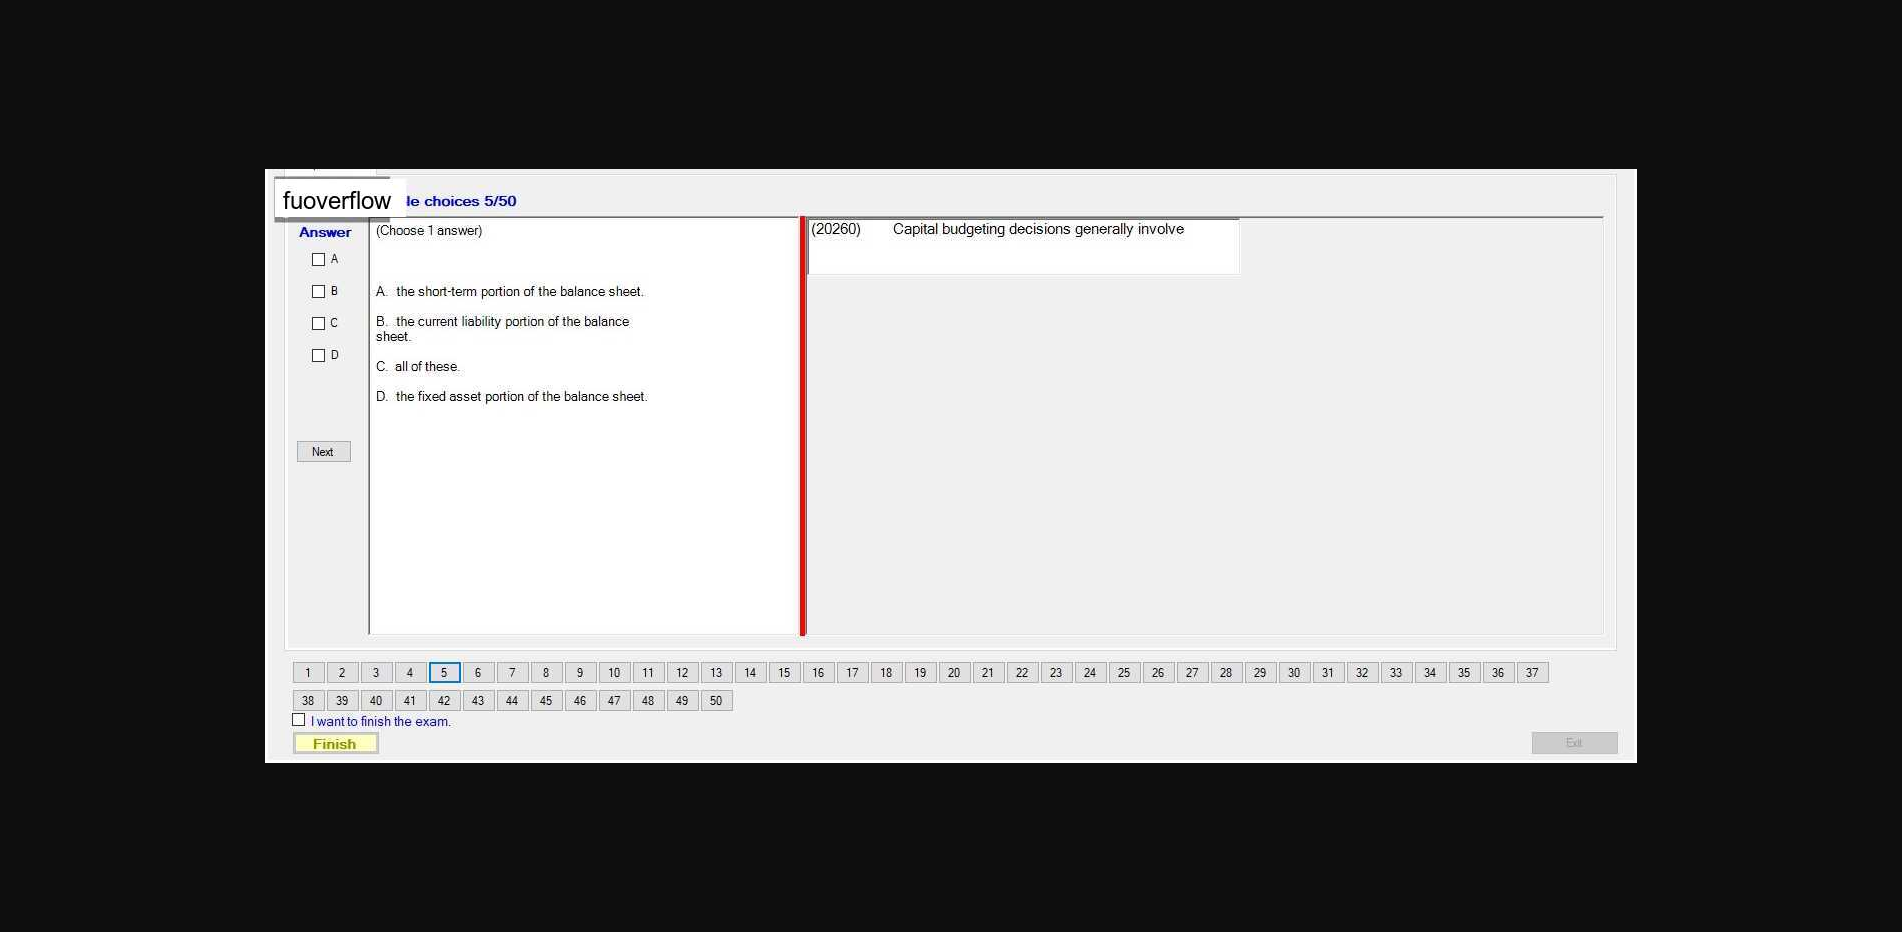 fuoverflow
le choices 5/50
Answer
(Choose 1 answer)
(20260) Capital budgeting decisions generally involve
A
B
C
D
A. the short-term portion of the balance sheet.
B. the current liability portion of the balance
sheet.
C. all of these.
D. the fixed asset portion of the balance sheet.
Next
1 2 3 4 5 6 7 8 9 10 11 12 13 14 15 16 17 18 19 20 21 22 23 24 25 26 27 28 29 30 31 32 33 34 35 36 37
38 39 40 41 42 43 44 45 46 47 48 49 50
I want to finish the exam.
Finish
Exit